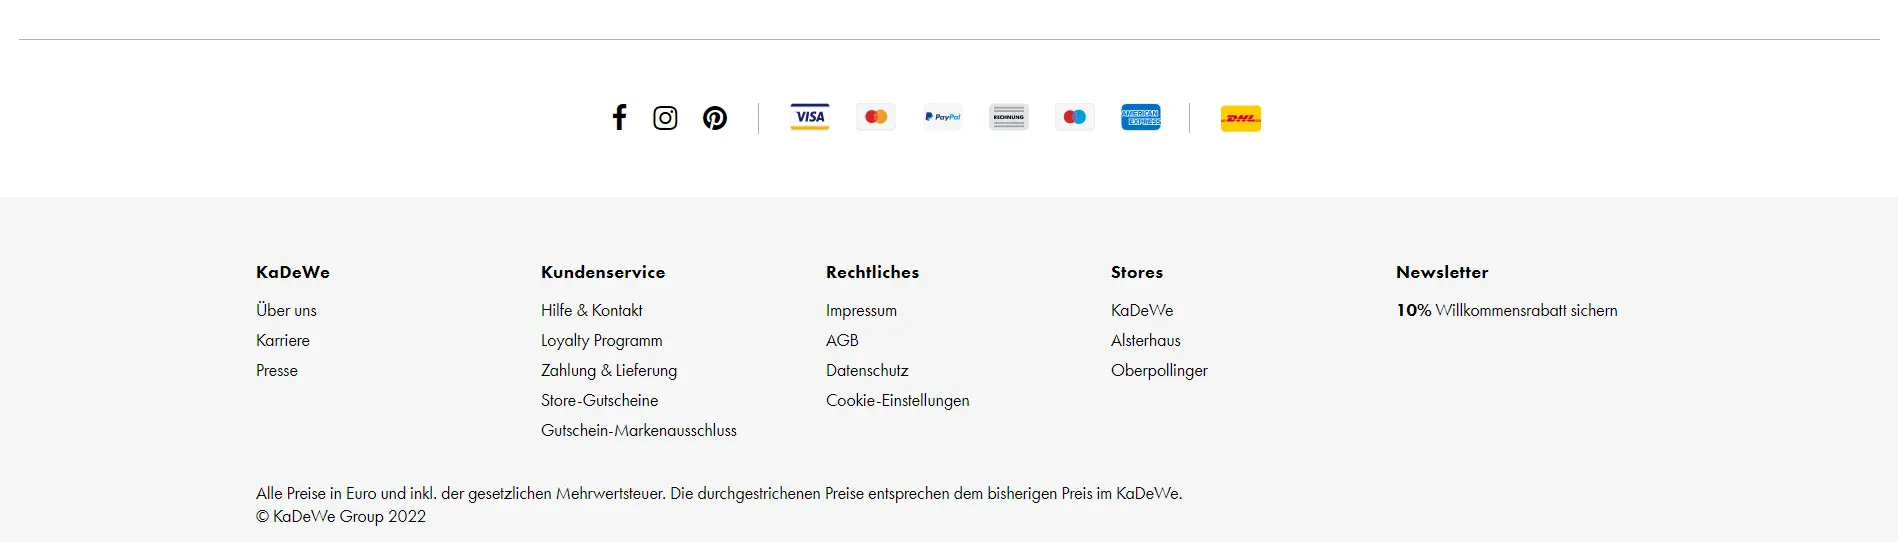 VISA
PayPal
RECHNUNG
AMERICAN
EXPRESS
DHL
KaDeWe
Über uns
Karriere
Presse
Kundenservice
Hilfe & Kontakt
Loyalty Programm
Zahlung & Lieferung
Store-Gutscheine
Gutschein-Markenausschluss
Rechtliches
Impressum
AGB
Datenschutz
Cookie-Einstellungen
Stores
KaDeWe
Alsterhaus
Oberpollinger
Newsletter
10% Willkommensrabatt sichern
Alle Preise in Euro und inkl. der gesetzlichen Mehrwertsteuer. Die durchgestrichenen Preise entsprechen dem bisherigen Preis im KaDeWe.
© KaDeWe Group 2022